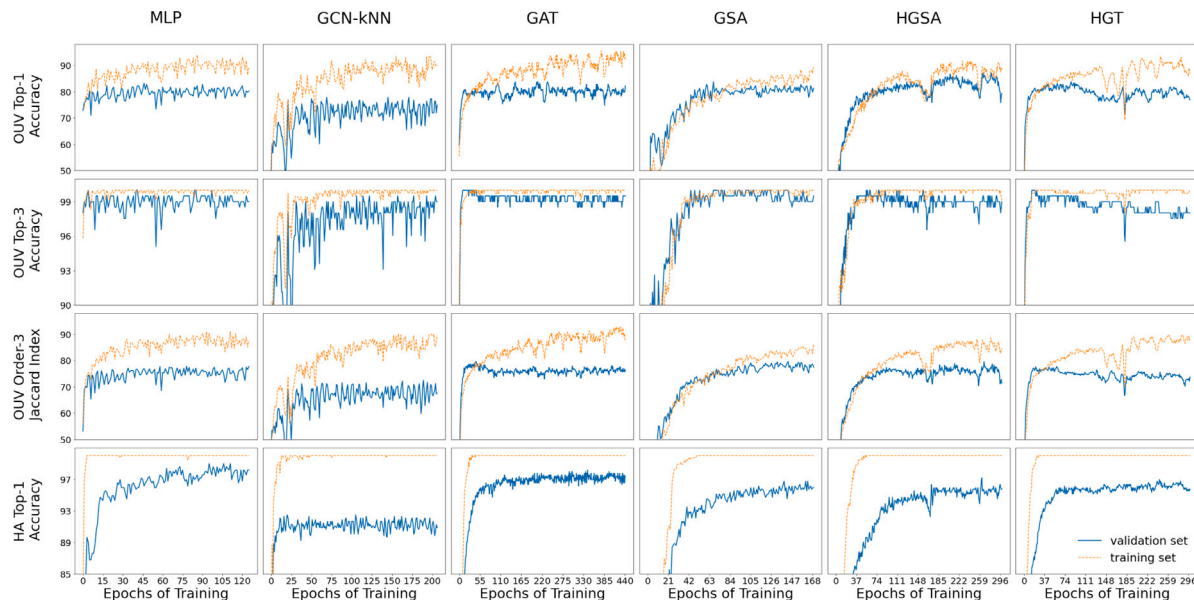 MLP GCN-kNN GAT GSA HGSA HGT
OUV Top-1
Accuracy
90
80
70
60
50
OUV Top-3
Accuracy
99
96
93
90
OUV Order-3
Jaccard Index
90
80
70
60
50
HA Top-1
Accuracy
97
93
89
85
validation set
training set
0 15 30 45 60 75 90 105 120
0 25 50 75 100 125 150 175 200
0 55 110 165 220 275 330 385 440
0 21 42 63 84 105 126 147 168
0 37 74 111 148 185 222 259 296
0 37 74 111 148 185 222 259 296
Epochs of Training Epochs of Training Epochs of Training Epochs of Training Epochs of Training Epochs of Training